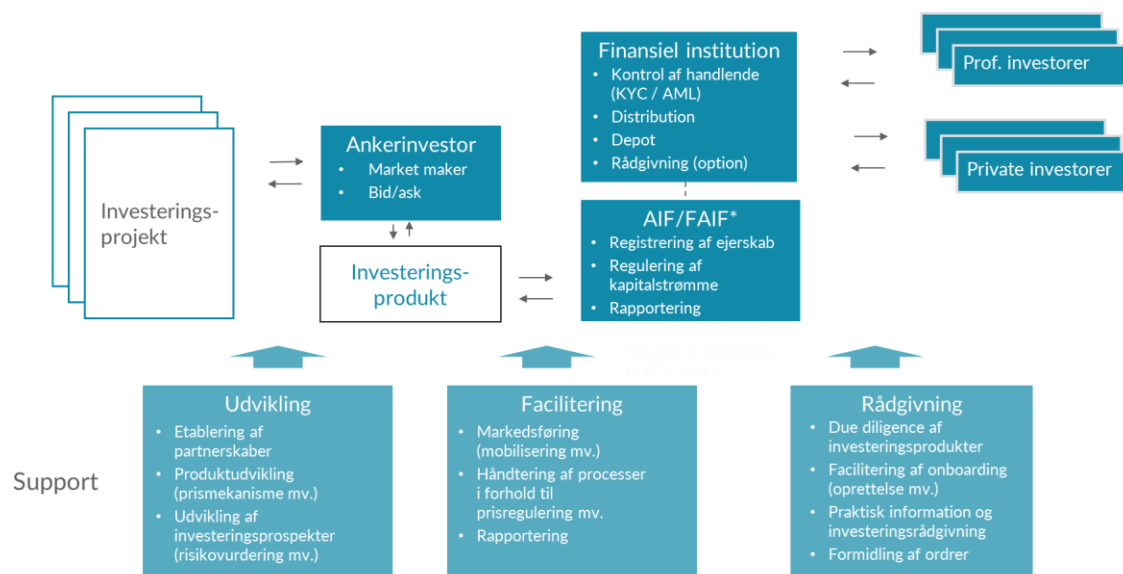 Finansiel institution
• Kontrol af handlende
(KYC / AML)
• Distribution
• Depot
• Rådgivning (option)
Prof. investorer
Private investorer
Investerings-
projekt
Ankerinvestor
• Market maker
• Bid/ask
Investerings-
produkt
AIF/FAIF*
• Registrering af ejerskab
• Regulering af
kapitalstrømme
• Rapportering
Support
Udvikling
• Etablering af
partnerskaber
• Produktudvikling
(prismekanisme mv.)
• Udvikling af
investeringsprospekter
(risikovurdering mv.)
Facilitering
• Markedsføring
(mobilisering mv.)
• Håndtering af processer
i forhold til
prisregulering mv.
• Rapportering
Rådgivning
• Due diligence af
investeringsprodukter
• Facilitering af onboarding
(oprettelse mv.)
• Praktisk information og
investeringsrådgivning
• Formidling af ordrer